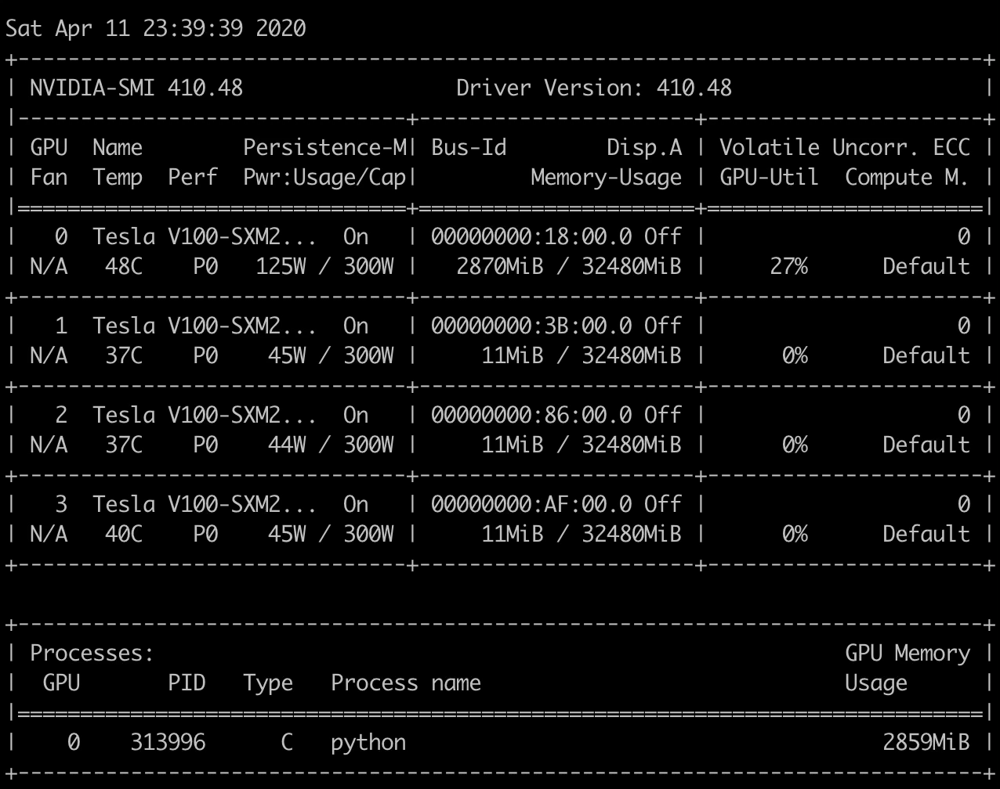 Sat Apr 11 23:39:39 2020
+-----------------------------------------------------------------------------+
| NVIDIA-SMI 410.48                 Driver Version: 410.48                    |
|-------------------------------+----------------------+----------------------+
| GPU  Name        Persistence-M| Bus-Id        Disp.A | Volatile Uncorr. ECC |
| Fan  Temp  Perf  Pwr:Usage/Cap|         Memory-Usage | GPU-Util  Compute M. |
|===============================+======================+======================|
|   0  Tesla V100-SXM2...  On   | 00000000:18:00.0 Off |                    0 |
| N/A   48C    P0   125W / 300W |   2870MiB / 32480MiB |     27%      Default |
+-------------------------------+----------------------+----------------------+
|   1  Tesla V100-SXM2...  On   | 00000000:3B:00.0 Off |                    0 |
| N/A   37C    P0    45W / 300W |     11MiB / 32480MiB |      0%      Default |
+-------------------------------+----------------------+----------------------+
|   2  Tesla V100-SXM2...  On   | 00000000:86:00.0 Off |                    0 |
| N/A   37C    P0    44W / 300W |     11MiB / 32480MiB |      0%      Default |
+-------------------------------+----------------------+----------------------+
|   3  Tesla V100-SXM2...  On   | 00000000:AF:00.0 Off |                    0 |
| N/A   40C    P0    45W / 300W |     11MiB / 32480MiB |      0%      Default |
+-------------------------------+----------------------+----------------------+

+-----------------------------------------------------------------------------+
| Processes:                                                       GPU Memory |
|  GPU       PID   Type   Process name                             Usage      |
|=============================================================================|
|    0    313996      C   python                                      2859MiB |
+-----------------------------------------------------------------------------+